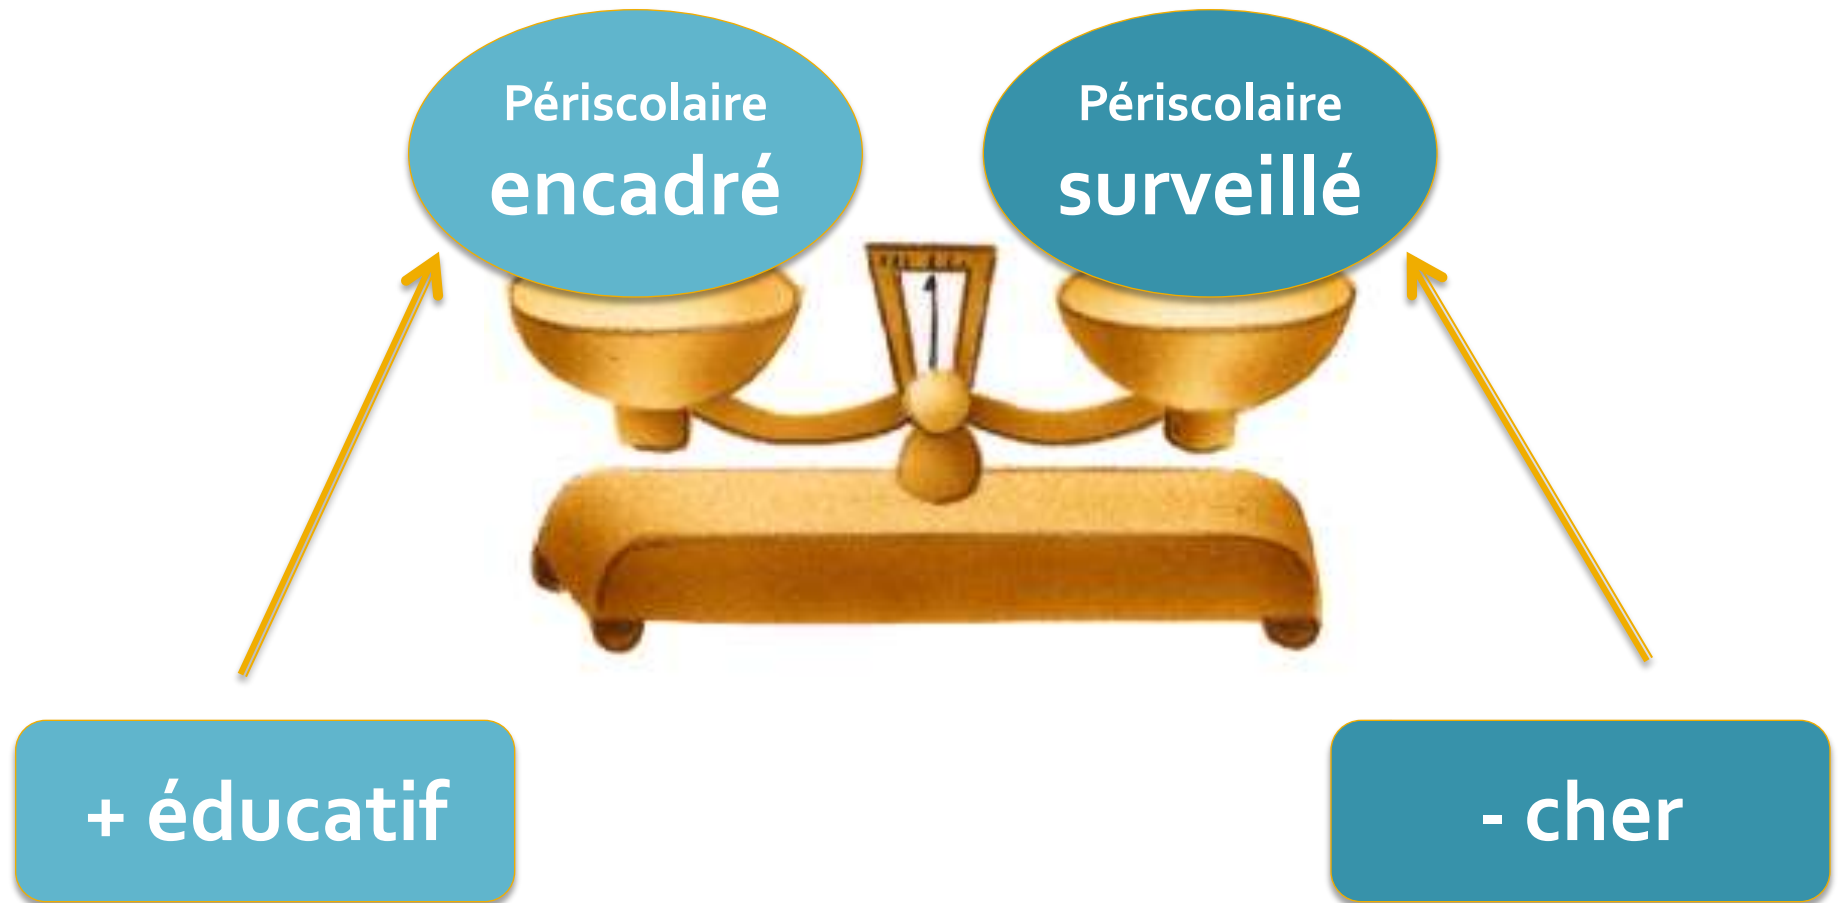 Périscolaire
encadré
Périscolaire
surveillé
+ éducatif
- cher